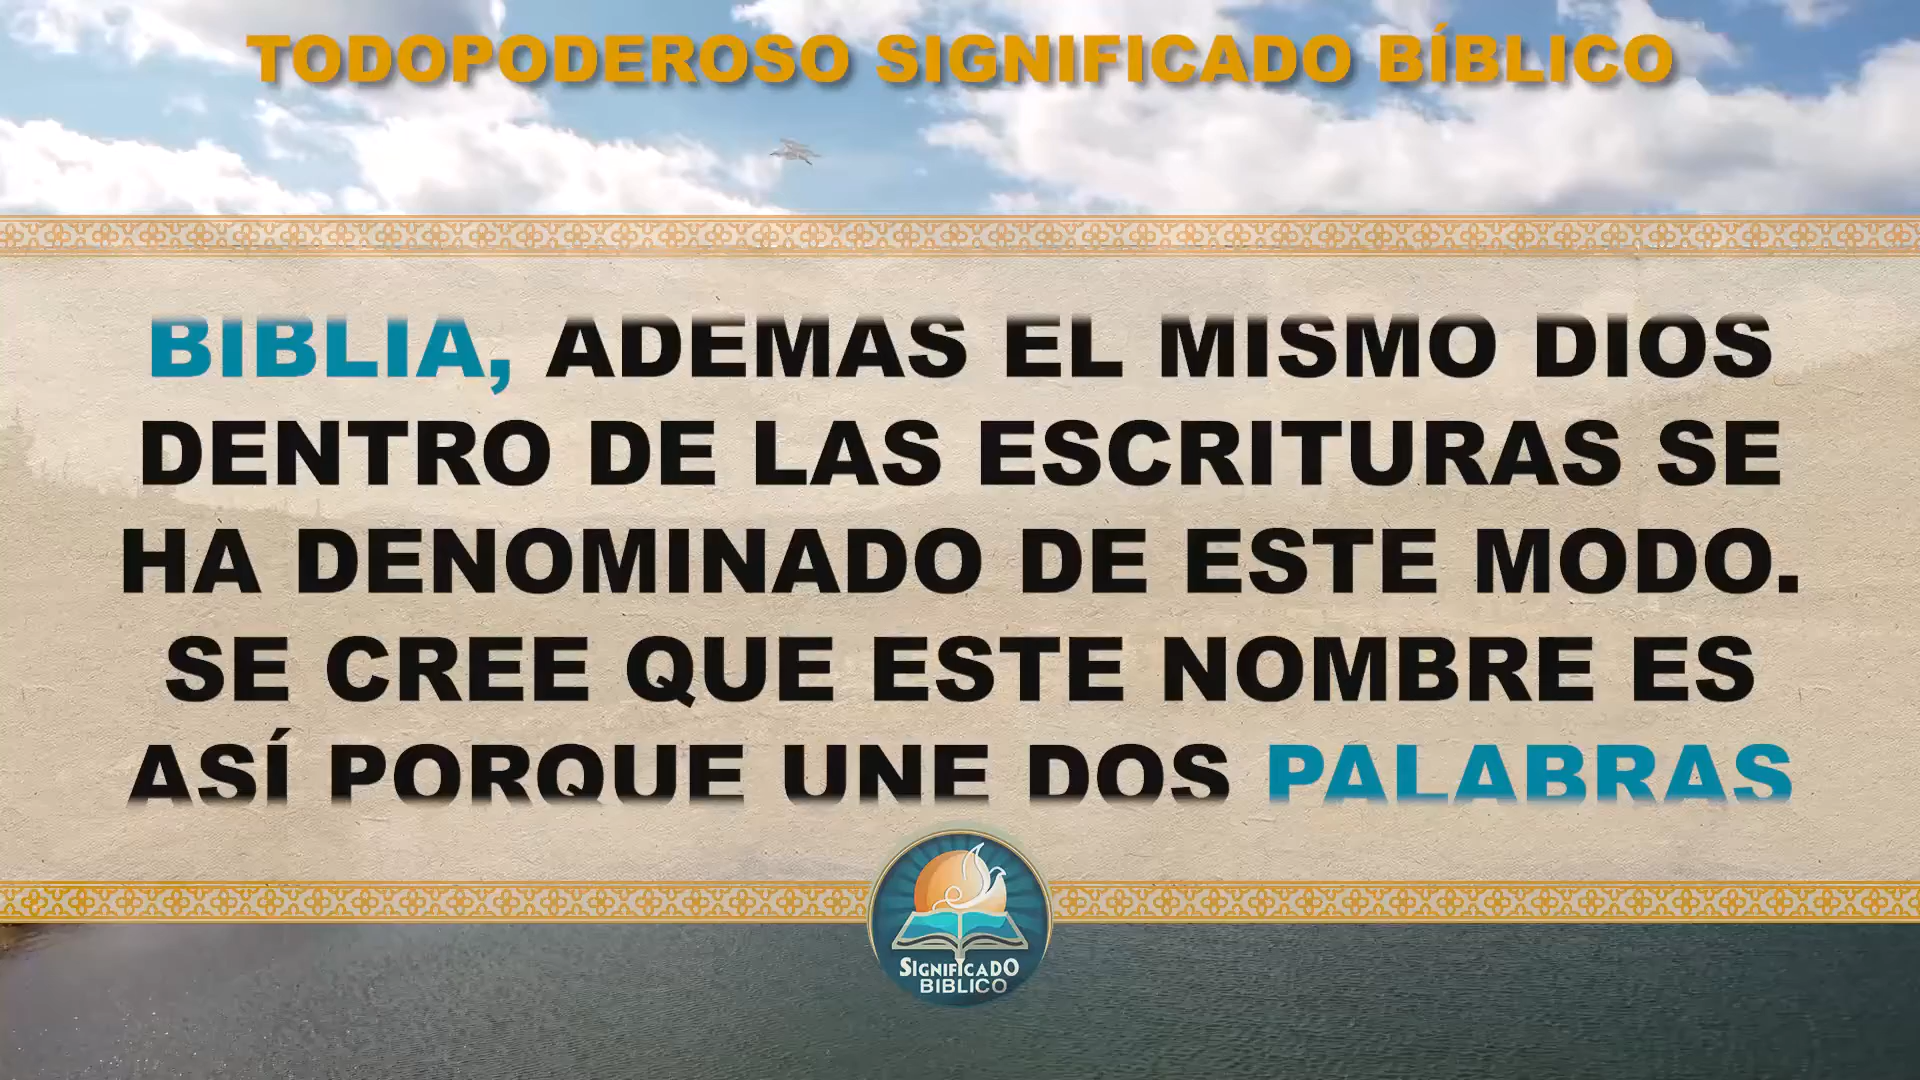 TODOPODEROSO SIGNIFICADO BÍBLICO
BIBLIA, ADEMAS EL MISMO DIOS
DENTRO DE LAS ESCRITURAS SE
HA DENOMINADO DE ESTE MODO.
SE CREE QUE ESTE NOMBRE ES
ASÍ PORQUE UNE DOS PALABRAS
SIGNIFICADO
BIBLICO